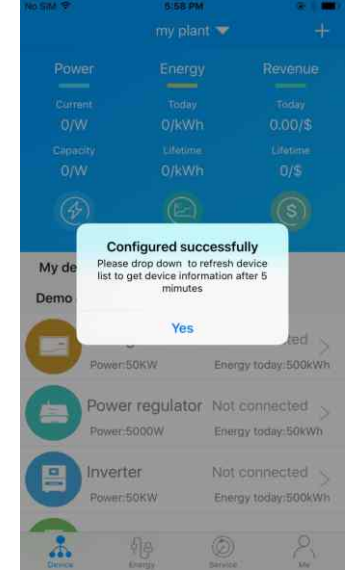 No SIM 5:58 PM
my plant
Power Energy Revenue
Current Today Today
0/W 0/kWh 0.00/$
Capacity Lifetime Lifetime
0/W 0/kWh 0/$
$
Configured successfully
Please drop down to refresh device
list to get device information after 5
mimutes
Yes
My de
Demo
Power:50KW Energy today:500kWh
Power regulator Not connected
Power:5000W Energy today:50kWh
Inverter Not connected
Power:50KW Energy today:500kWh
Device Energy Service Me